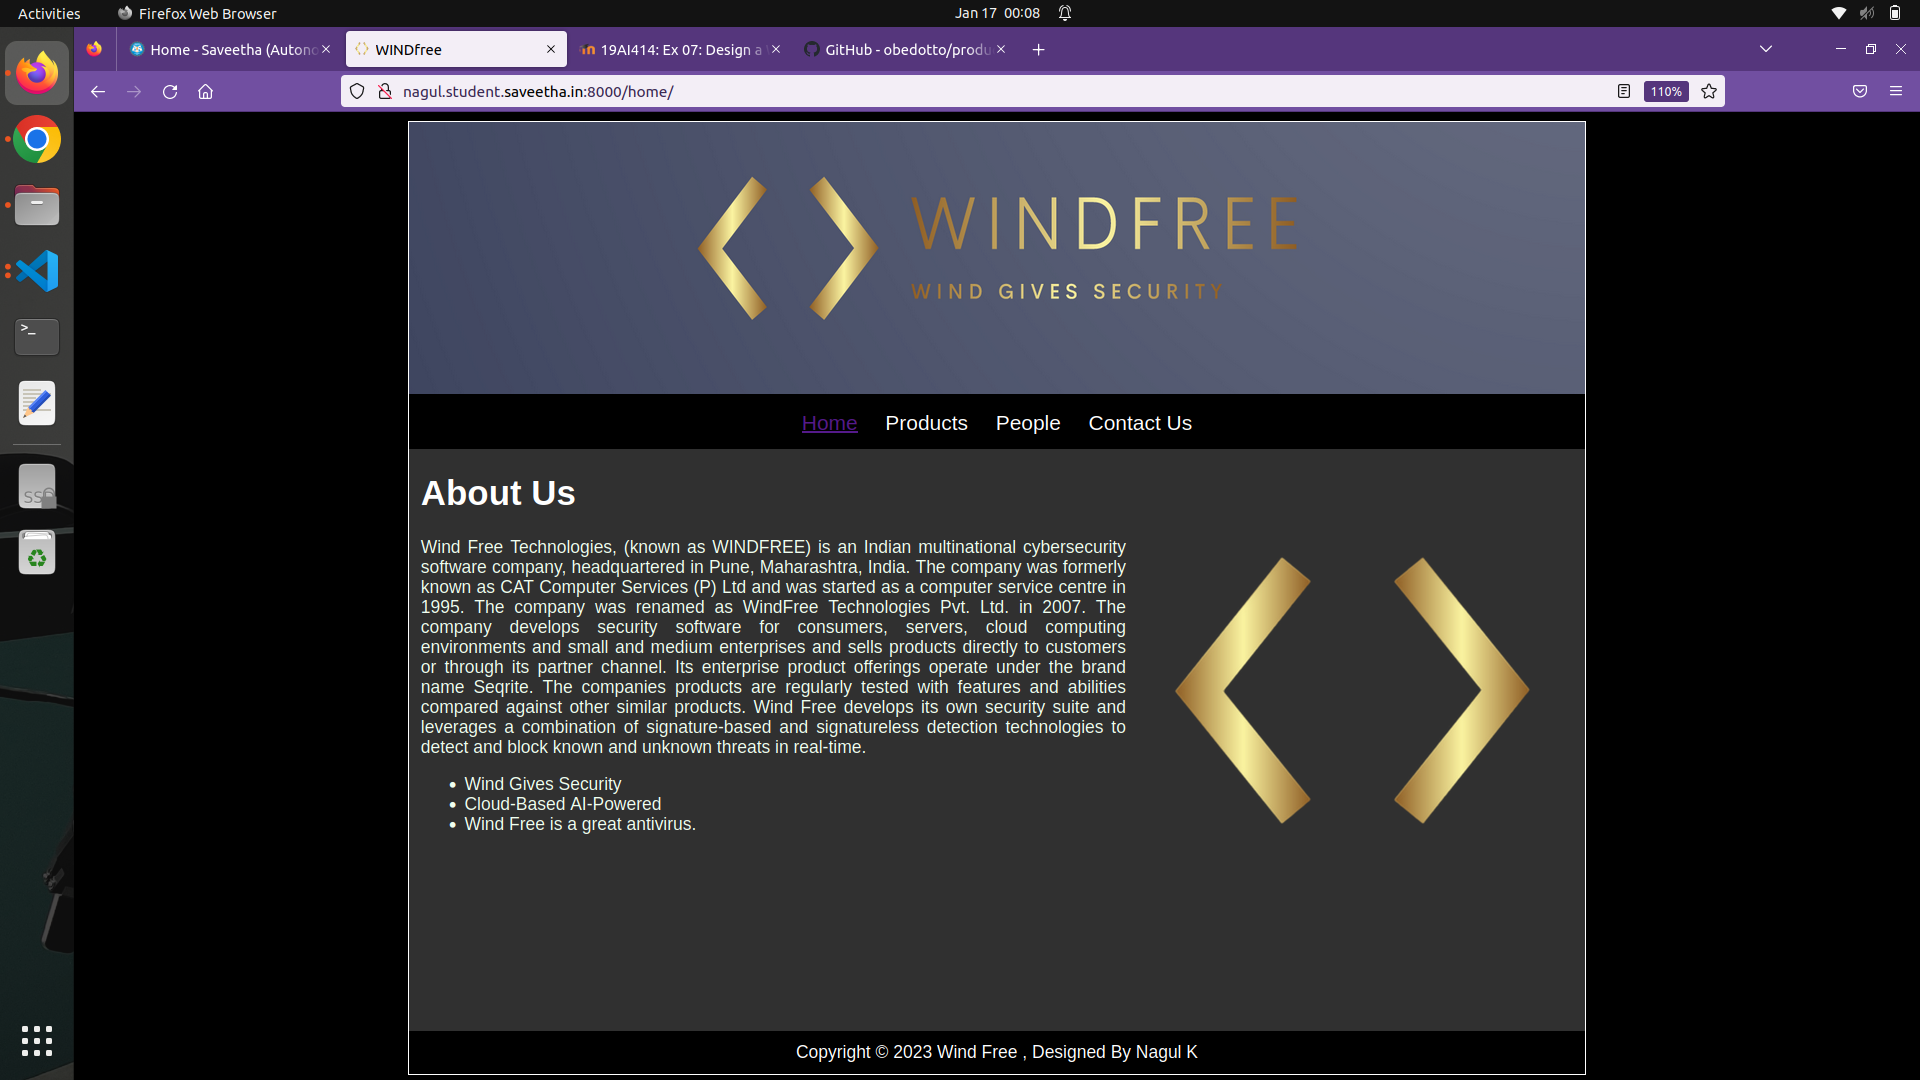 Activities
Firefox Web Browser
Jan 17 00:08
Home - Saveetha (Autono
WINDfree
19AI414: Ex 07: Design a
GitHub - obedotto/produ
nagul.student.saveetha.in:8000/home/
110%
WINDFREE
WIND GIVES SECURITY
Home Products People Contact Us
About Us
Wind Free Technologies, (known as WINDFREE) is an Indian multinational cybersecurity
software company, headquartered in Pune, Maharashtra, India. The company was formerly
known as CAT Computer Services (P) Ltd and was started as a computer service centre in
1995. The company was renamed as WindFree Technologies Pvt. Ltd. in 2007. The
company develops security software for consumers, servers, cloud computing
environments and small and medium enterprises and sells products directly to customers
or through its partner channel. Its enterprise product offerings operate under the brand
name Seqrite. The companies products are regularly tested with features and abilities
compared against other similar products. Wind Free develops its own security suite and
leverages a combination of signature-based and signatureless detection technologies to
detect and block known and unknown threats in real-time.
• Wind Gives Security
• Cloud-Based AI-Powered
• Wind Free is a great antivirus.
Copyright © 2023 Wind Free , Designed By Nagul K